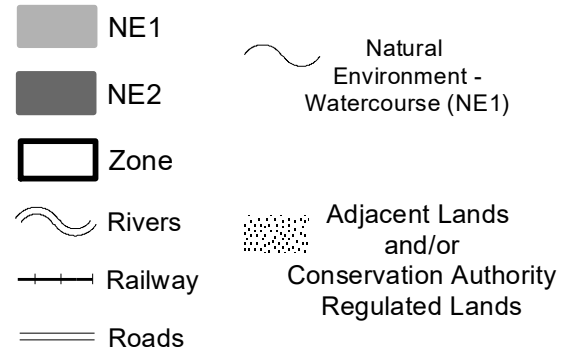 NE1
NE2
Zone
Rivers
Railway
Roads
Natural
Environment -
Watercourse (NE1)
Adjacent Lands
and/or
Conservation Authority
Regulated Lands